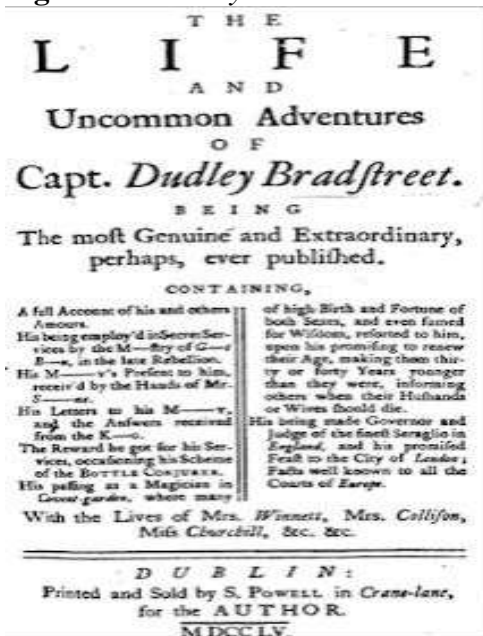 THE
LIFE
AND
Uncommon Adventures
OF
Capt. Dudley Bradſtreet.
BEING
The moſt Genuine and Extraordinary,
perhaps, ever publiſhed.
CONTAINING,
A full Account of his and others
Amours.
His being employ'd in Secret Ser-
vices by the M——ſtry of G—t
B—n, in the late Rebellion.
His M——y's Preſent to him,
receiv'd by the Hands of Mr.
S——
His Letters to his M——y,
and the Anſwers received
from the K—g.
The Reward he got for his Ser-
vices, occaſioning his Scheme
of the BOTTLE CONJURER.
His paſſing as a Magician in
Covent-garden, where many
of high Birth and Fortune of
both Sexes, and even famed
for Wiſdom, reſorted to him,
upon his promiſing to renew
their Age, making them thir-
ty or forty Years younger
than they were, informing
others when their Huſbands
or Wives ſhould die.
His being made Governor and
Judge of the fineſt Seraglio in
England, and his promiſed
Feaſt to the City of London;
Facts well known to all the
Courts of Europe.
With the Lives of Mrs. Winnett, Mrs. Colliſon,
Miſs Churchill, &c. &c.
DUBLIN:
Printed and Sold by S. POWELL in Crane-lane,
for the AUTHOR.
M DCC LV.